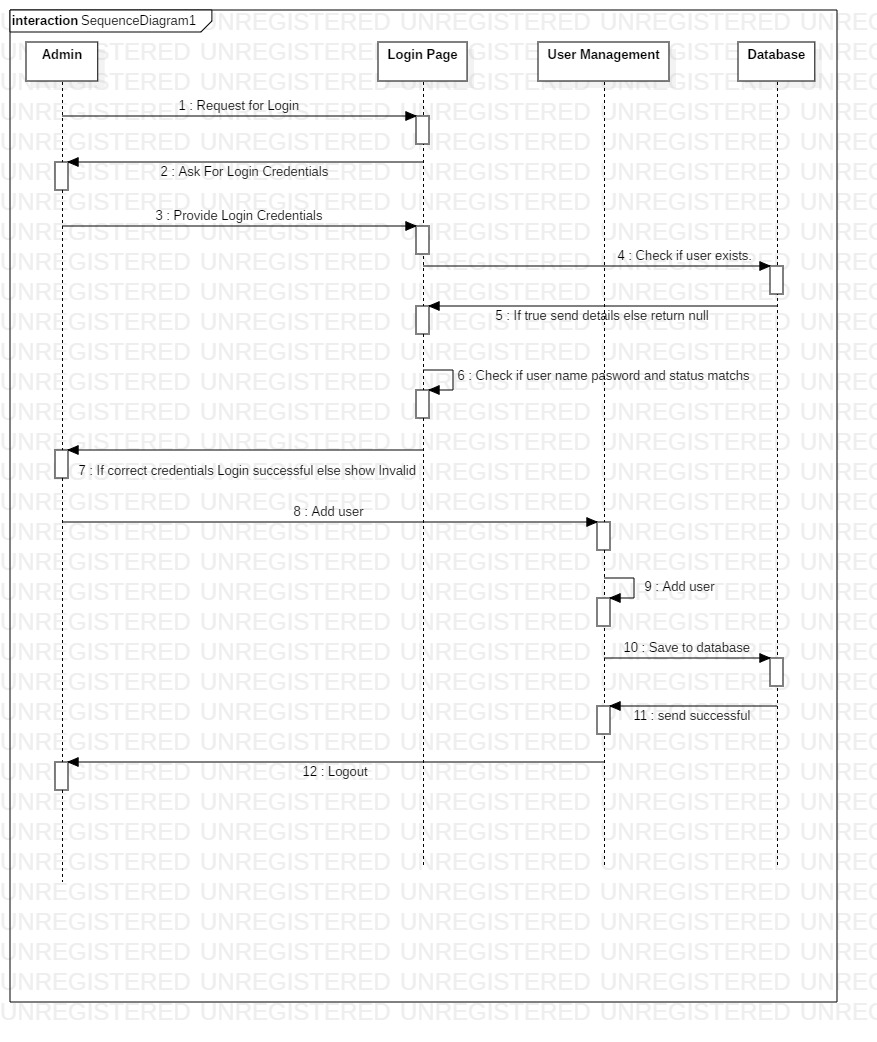 interaction SequenceDiagram1
Admin
Login Page
User Management
Database
1 : Request for Login
2 : Ask For Login Credentials
3 : Provide Login Credentials
4 : Check if user exists.
5 : If true send details else return null
6 : Check if user name pasword and status matchs
7 : If correct credentials Login successful else show Invalid
8 : Add user
9 : Add user
10 : Save to database
11 : send successful
12 : Logout
UNREGISTERED